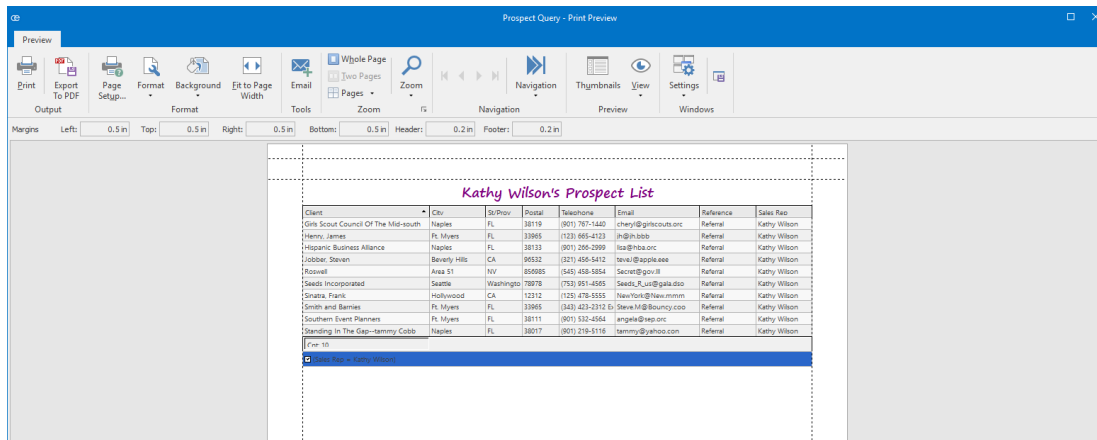 Prospect Query - Print Preview
Preview
Print
Export To PDF
Page Setup...
Format
Background
Fit to Page Width
Email
Whole Page
Two Pages
Pages
Zoom
Navigation
Thumbnails
View
Settings
Output
Format
Tools
Zoom
Navigation
Preview
Windows
Margins Left: 0.5 in Top: 0.5 in Right: 0.5 in Bottom: 0.5 in Header: 0.2 in Footer: 0.2 in
Kathy Wilson's Prospect List
Client City St/Prov Postal Telephone Email Reference Sales Rep
Girls Scout Council Of The Mid-south Naples FL 38119 (901) 767-1440 cheryl@girlscouts.orc Referral Kathy Wilson
Henry, James Ft. Myers FL 33965 (123) 665-4123 jh@jh.bbb Referral Kathy Wilson
Hispanic Business Alliance Naples FL 38133 (901) 266-2999 lisa@hba.orc Referral Kathy Wilson
Jobber, Steven Beverly Hills CA 96532 (321) 456-5412 teveJ@apple.eee Referral Kathy Wilson
Roswell Area 51 NV 856985 (545) 458-5854 Secret@gov.lll Referral Kathy Wilson
Seeds Incorporated Seattle Washingto 78978 (753) 951-4565 Seeds_R_us@gala.dso Referral Kathy Wilson
Sinatra, Frank Hollywood CA 12312 (125) 478-5555 NewYork@New.mmm Referral Kathy Wilson
Smith and Barnies Ft. Myers FL 33965 (343) 423-2312 Ex Steve.M@Bouncy.coo Referral Kathy Wilson
Southern Event Planners Ft. Myers FL 38111 (901) 532-4564 angela@sep.orc Referral Kathy Wilson
Standing In The Gap--tammy Cobb Naples FL 38017 (901) 219-5116 tammy@yahoo.con Referral Kathy Wilson
Cnt: 10
Sales Rep = Kathy Wilson